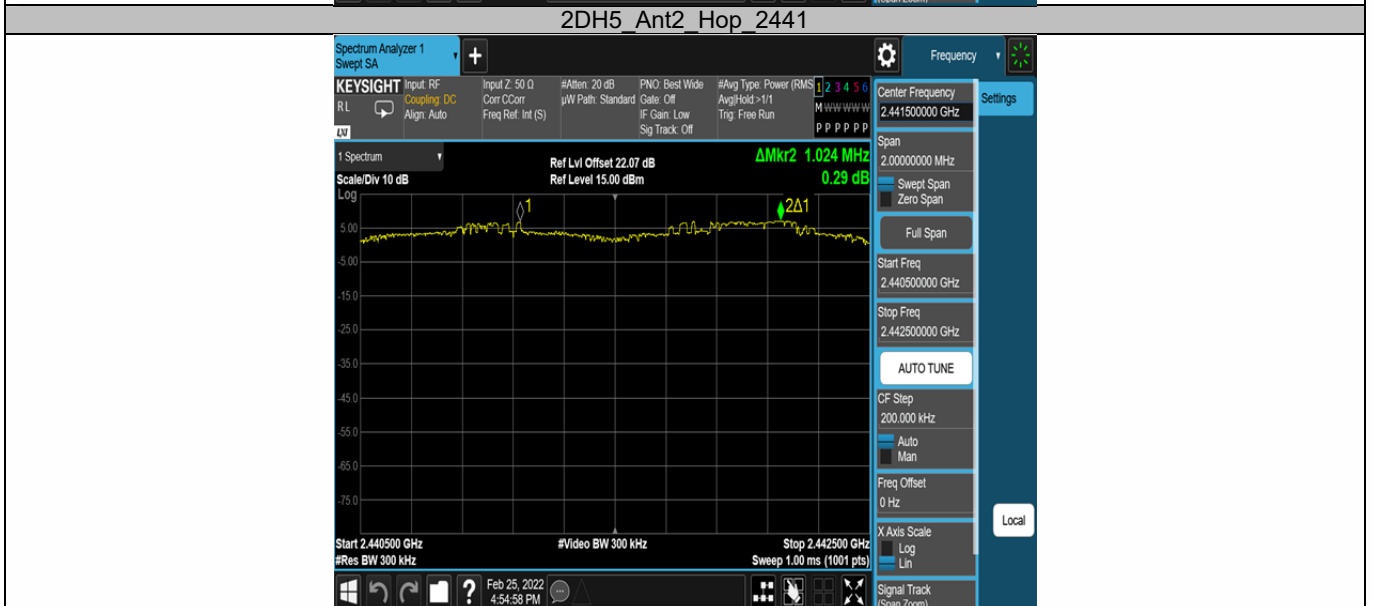 (Span Zoom)
2DH5_Ant2_Hop_2441
Spectrum Analyzer 1
Swept SA
+
Frequency
KEYSIGHT
RL
LXI
Input: RF
Coupling: DC
Align: Auto
Input Z: 50 Ω
Corr CCorr
Freq Ref: Int (S)
#Atten: 20 dB
µW Path: Standard
PNO: Best Wide
Gate: Off
IF Gain: Low
Sig Track: Off
#Avg Type: Power (RMS
Avg|Hold:>1/1
Trig: Free Run
1 2 3 4 5 6
M W W W W W
P P P P P P
Center Frequency
2.441500000 GHz
Settings
1 Spectrum
Scale/Div 10 dB
Log
Ref Lvl Offset 22.07 dB
Ref Level 15.00 dBm
ΔMkr2 1.024 MHz
0.29 dB
Span
2.00000000 MHz
Swept Span
Zero Span
Full Span
1
2Δ1
5.00
-5.00
-15.0
-25.0
-35.0
-45.0
-55.0
-65.0
-75.0
Start Freq
2.440500000 GHz
Stop Freq
2.442500000 GHz
AUTO TUNE
CF Step
200.000 kHz
Auto
Man
Freq Offset
0 Hz
Local
X Axis Scale
Log
Lin
Start 2.440500 GHz
#Res BW 300 kHz
#Video BW 300 kHz
Stop 2.442500 GHz
Sweep 1.00 ms (1001 pts)
?
Feb 25, 2022
4:54:58 PM
Signal Track
(Span Zoom)